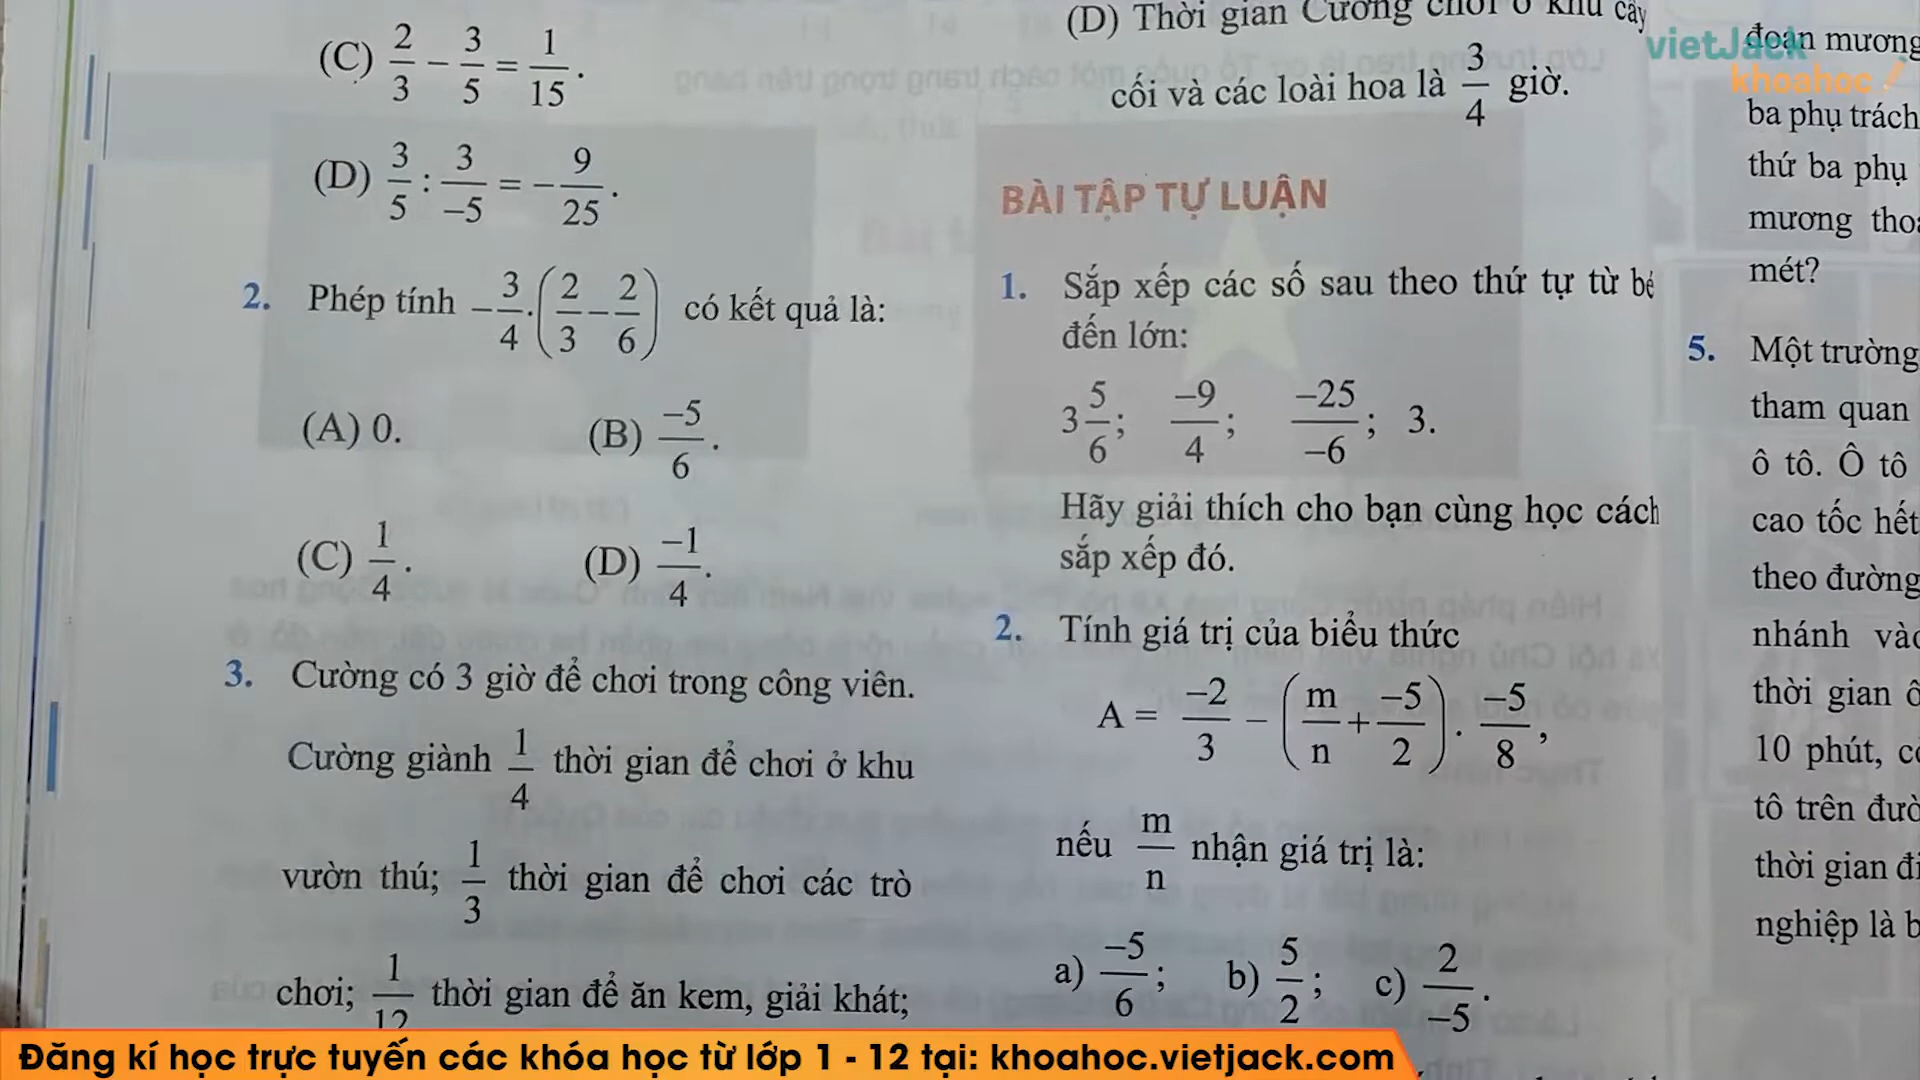 (C) 2/3 − 3/5 = 1/15.
(D) 3/5 : 3/−5 = −9/25.
2. Phép tính −3/4.(2/3 − 2/6) có kết quả là:
(A) 0. (B) −5/6.
(C) 1/4. (D) −1/4.
3. Cường có 3 giờ để chơi trong công viên.
Cường giành 1/4 thời gian để chơi ở khu
vườn thú; 1/3 thời gian để chơi các trò
chơi; 1/12 thời gian để ăn kem, giải khát;
(D) Thời gian Cường chơi ở khu cây
cối và các loài hoa là 3/4 giờ.
BÀI TẬP TỰ LUẬN
1. Sắp xếp các số sau theo thứ tự từ bé
đến lớn:
3 5/6; −9/4; −25/−6; 3.
Hãy giải thích cho bạn cùng học cách
sắp xếp đó.
2. Tính giá trị của biểu thức
A = −2/3 − (m/n + −5/2) . −5/8,
nếu m/n nhận giá trị là:
a) −5/6; b) 5/2; c) 2/−5.
đoạn mương
ba phụ trách
thứ ba phụ
mương
mét?
5. Một trường
tham quan
ô tô. Ô tô
cao tốc hết
theo đường
nhánh
thời gian
10 phút,
tô trên
thời gian
nghiệp là
vietJack
khoahoc
Đăng kí học trực tuyến các khóa học từ lớp 1 - 12 tại: khoahoc.vietjack.com